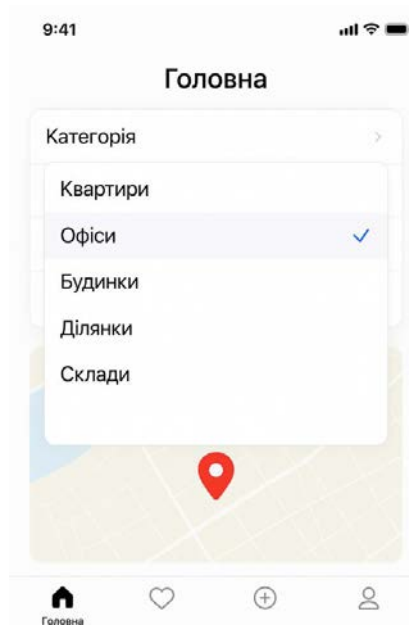 9:41
Головна
Категорія
Квартири
Офіси
Будинки
Ділянки
Склади
Головна